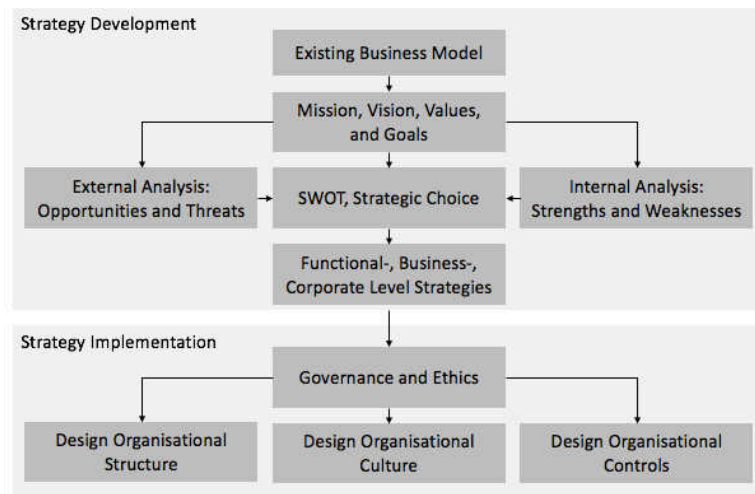 Strategy Development
Existing Business Model
Mission, Vision, Values,
and Goals
External Analysis:
Opportunities and Threats
SWOT, Strategic Choice
Internal Analysis:
Strengths and Weaknesses
Functional-, Business-,
Corporate Level Strategies
Strategy Implementation
Governance and Ethics
Design Organisational
Structure
Design Organisational
Culture
Design Organisational
Controls